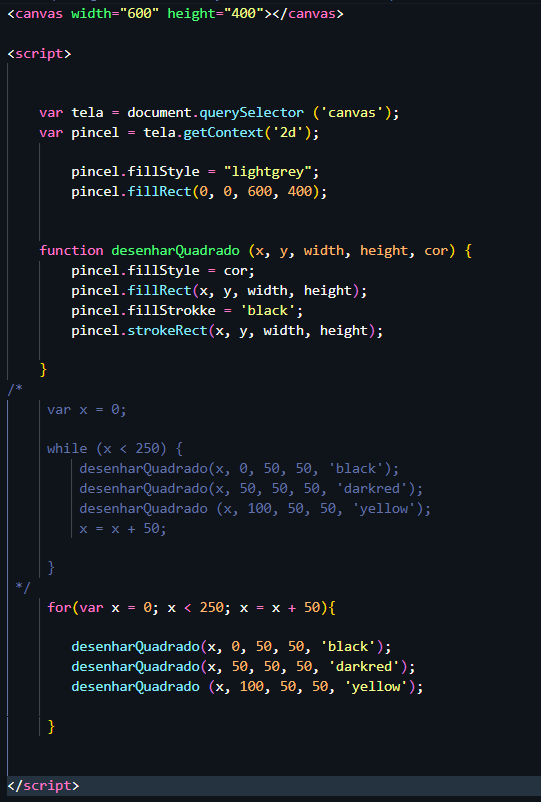 <canvas width="600" height="400"></canvas>
<script>
var tela = document.querySelector ('canvas');
var pincel = tela.getContext('2d');
pincel.fillStyle = "lightgrey";
pincel.fillRect(0, 0, 600, 400);
function desenharQuadrado (x, y, width, height, cor) {
pincel.fillStyle = cor;
pincel.fillRect(x, y, width, height);
pincel.fillStrokke = 'black';
pincel.strokeRect(x, y, width, height);
}
/*
var x = 0;
while (x < 250) {
desenharQuadrado(x, 0, 50, 50, 'black');
desenharQuadrado(x, 50, 50, 50, 'darkred');
desenharQuadrado (x, 100, 50, 50, 'yellow');
x = x + 50;
}
*/
for(var x = 0; x < 250; x = x + 50){
desenharQuadrado(x, 0, 50, 50, 'black');
desenharQuadrado(x, 50, 50, 50, 'darkred');
desenharQuadrado (x, 100, 50, 50, 'yellow');
}
</script>